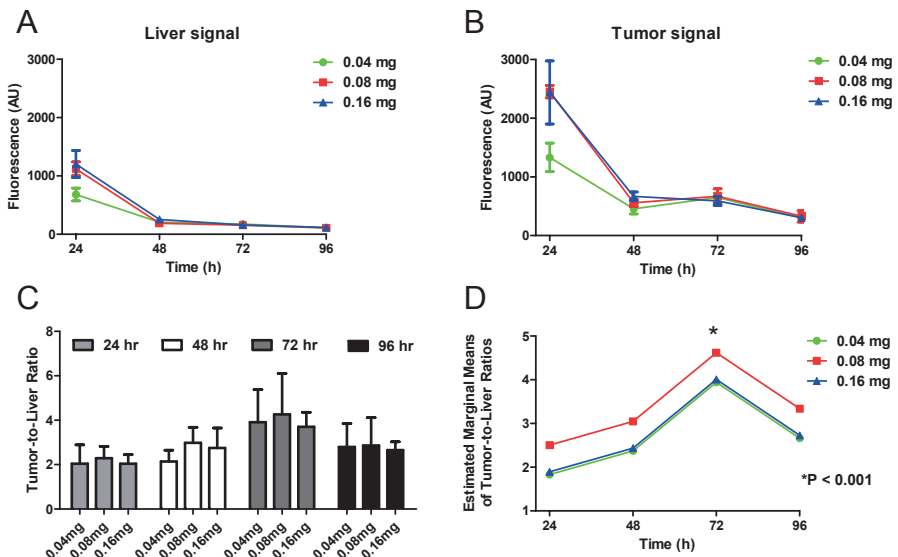 A
Liver signal
Fluorescence (AU)
3000
2000
1000
0
24
48
72
96
Time (h)
0.04 mg
0.08 mg
0.16 mg
B
Tumor signal
Fluorescence (AU)
3000
2000
1000
0
24
48
72
96
Time (h)
0.04 mg
0.08 mg
0.16 mg
C
Tumor-to-Liver Ratio
8
6
4
2
0
24 hr
48 hr
72 hr
96 hr
0.04mg
0.08mg
0.16mg
0.04mg
0.08mg
0.16mg
0.04mg
0.08mg
0.16mg
0.04mg
0.08mg
0.16mg
D
Estimated Marginal Means
of Tumor-to-Liver Ratios
5
4
3
2
1
*
24
48
72
96
Time (h)
0.04 mg
0.08 mg
0.16 mg
*P < 0.001